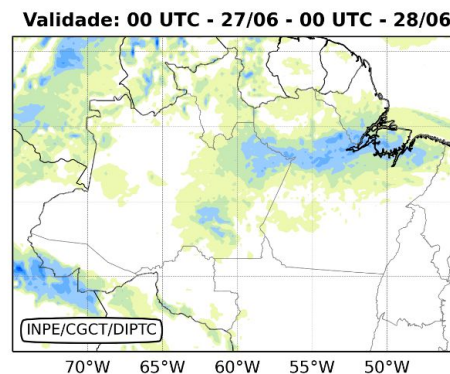 Validade: 00 UTC - 27/06 - 00 UTC - 28/06
INPE/CGCT/DIPTC
70°W 65°W 60°W 55°W 50°W